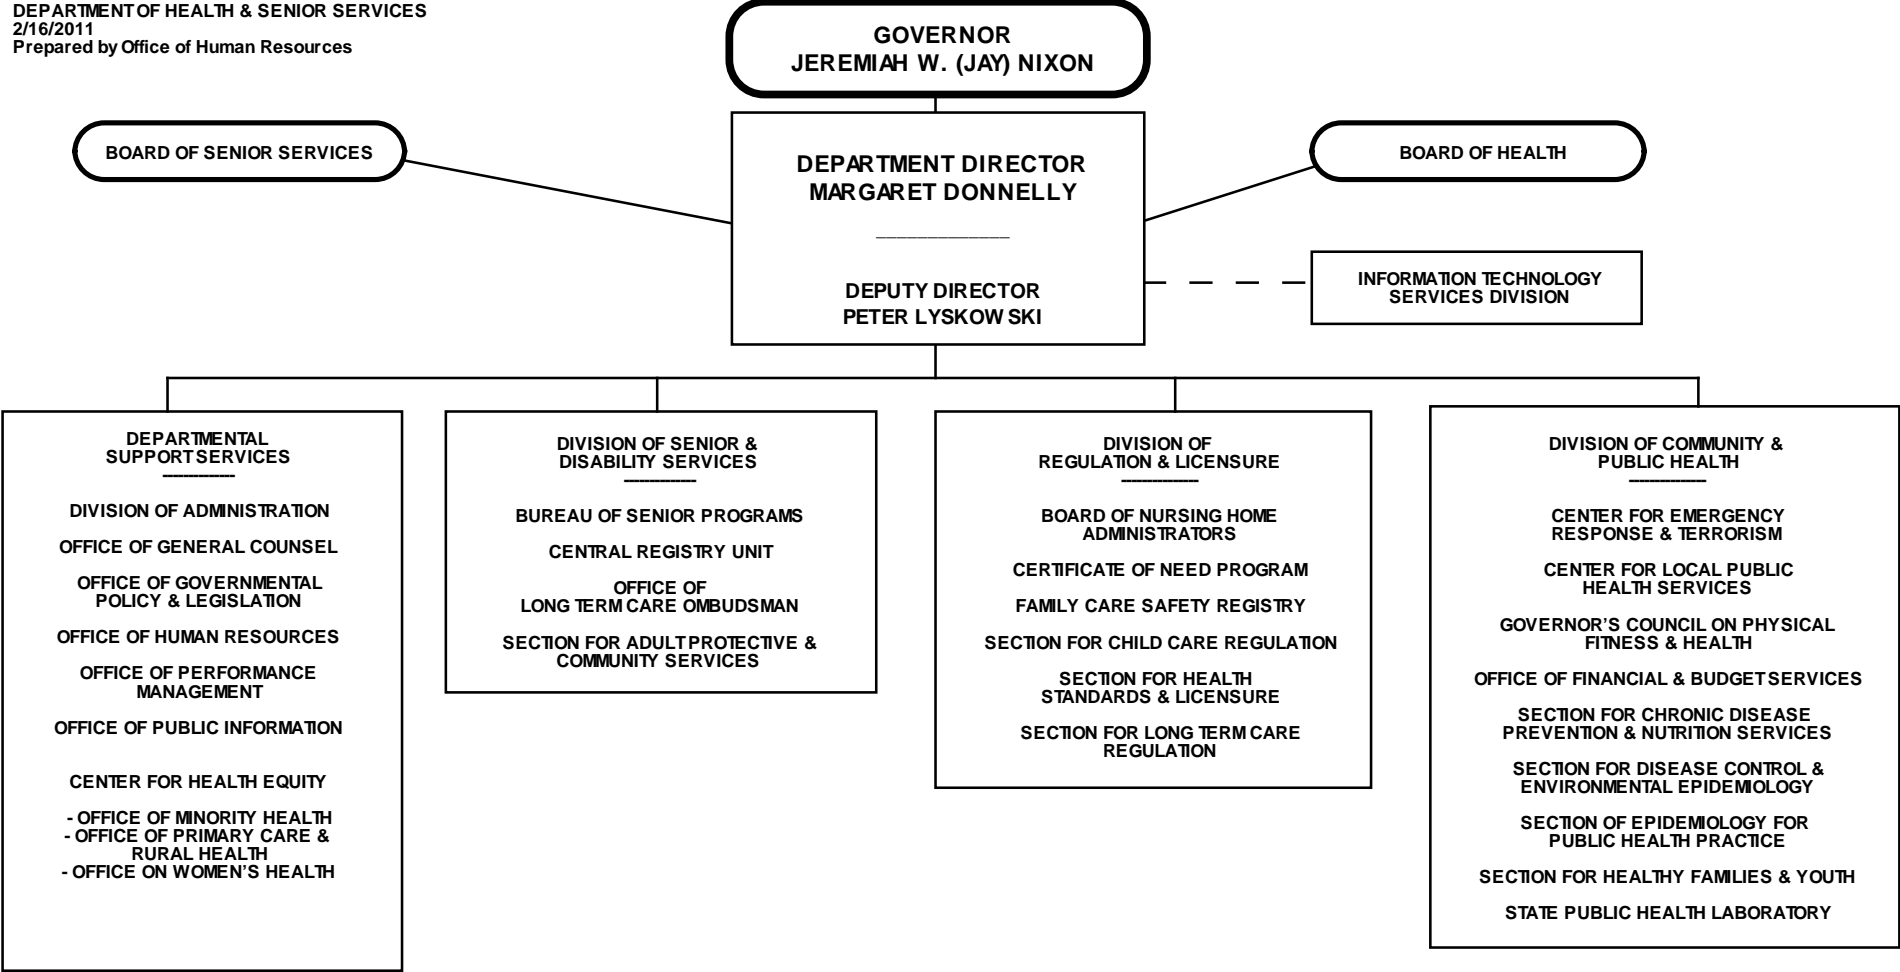 DEPARTMENT OF HEALTH & SENIOR SERVICES
2/16/2011
Prepared by Office of Human Resources
GOVERNOR
JEREMIAH W. (JAY) NIXON
BOARD OF SENIOR SERVICES
DEPARTMENT DIRECTOR
MARGARET DONNELLY
_____________
DEPUTY DIRECTOR
PETER LYSKOWSKI
BOARD OF HEALTH
INFORMATION TECHNOLOGY
SERVICES DIVISION
DEPARTMENTAL
SUPPORT SERVICES
--------------
DIVISION OF ADMINISTRATION
OFFICE OF GENERAL COUNSEL
OFFICE OF GOVERNMENTAL
POLICY & LEGISLATION
OFFICE OF HUMAN RESOURCES
OFFICE OF PERFORMANCE
MANAGEMENT
OFFICE OF PUBLIC INFORMATION
CENTER FOR HEALTH EQUITY
- OFFICE OF MINORITY HEALTH
- OFFICE OF PRIMARY CARE &
RURAL HEALTH
- OFFICE ON WOMEN’S HEALTH
DIVISION OF SENIOR &
DISABILITY SERVICES
--------------
BUREAU OF SENIOR PROGRAMS
CENTRAL REGISTRY UNIT
OFFICE OF
LONG TERM CARE OMBUDSMAN
SECTION FOR ADULT PROTECTIVE &
COMMUNITY SERVICES
DIVISION OF
REGULATION & LICENSURE
---------------
BOARD OF NURSING HOME
ADMINISTRATORS
CERTIFICATE OF NEED PROGRAM
FAMILY CARE SAFETY REGISTRY
SECTION FOR CHILD CARE REGULATION
SECTION FOR HEALTH
STANDARDS & LICENSURE
SECTION FOR LONG TERM CARE
REGULATION
DIVISION OF COMMUNITY &
PUBLIC HEALTH
---------------
CENTER FOR EMERGENCY
RESPONSE & TERRORISM
CENTER FOR LOCAL PUBLIC
HEALTH SERVICES
GOVERNOR’S COUNCIL ON PHYSICAL
FITNESS & HEALTH
OFFICE OF FINANCIAL & BUDGET SERVICES
SECTION FOR CHRONIC DISEASE
PREVENTION & NUTRITION SERVICES
SECTION FOR DISEASE CONTROL &
ENVIRONMENTAL EPIDEMIOLOGY
SECTION OF EPIDEMIOLOGY FOR
PUBLIC HEALTH PRACTICE
SECTION FOR HEALTHY FAMILIES & YOUTH
STATE PUBLIC HEALTH LABORATORY